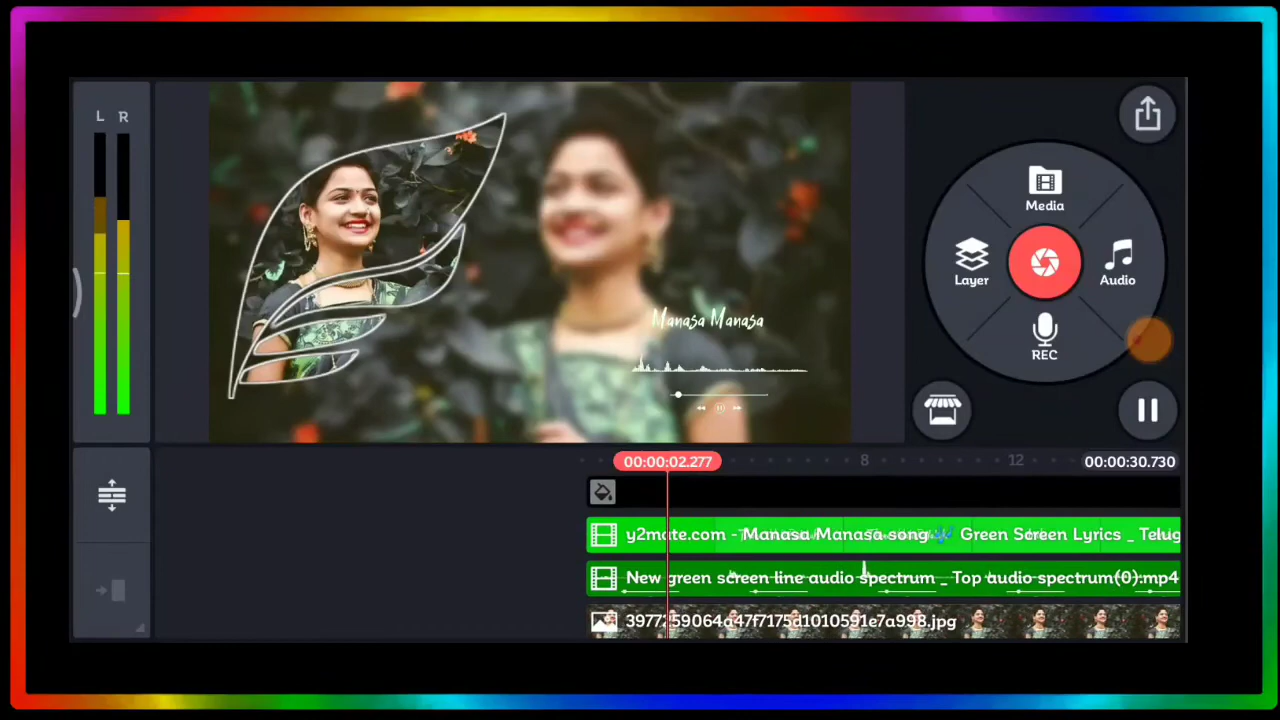 L R
Media
Layer
Audio
REC
Manasa Manasa
00:00:02.277
8
12
00:00:30.730
y2mate.com - Manasa Manasa song🎶 Green Screen Lyrics _ Telug
New green screen line audio spectrum _ Top audio spectrum(0).mp4
3977259064a47f7175d1010591e7a998.jpg